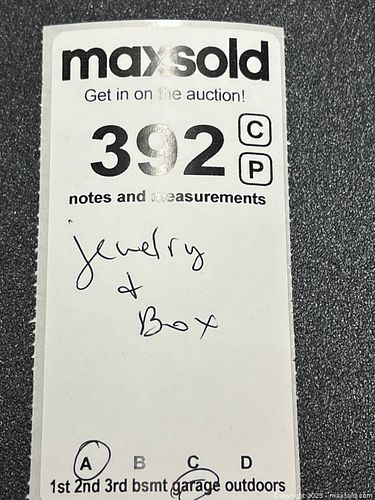 maxsold
Get in on the auction!
392 C
P
notes and measurements
jewelry
+
Box
A B C D
1st 2nd 3rd bsmt garage outdoors
Copyright 2025 - maxsold.com